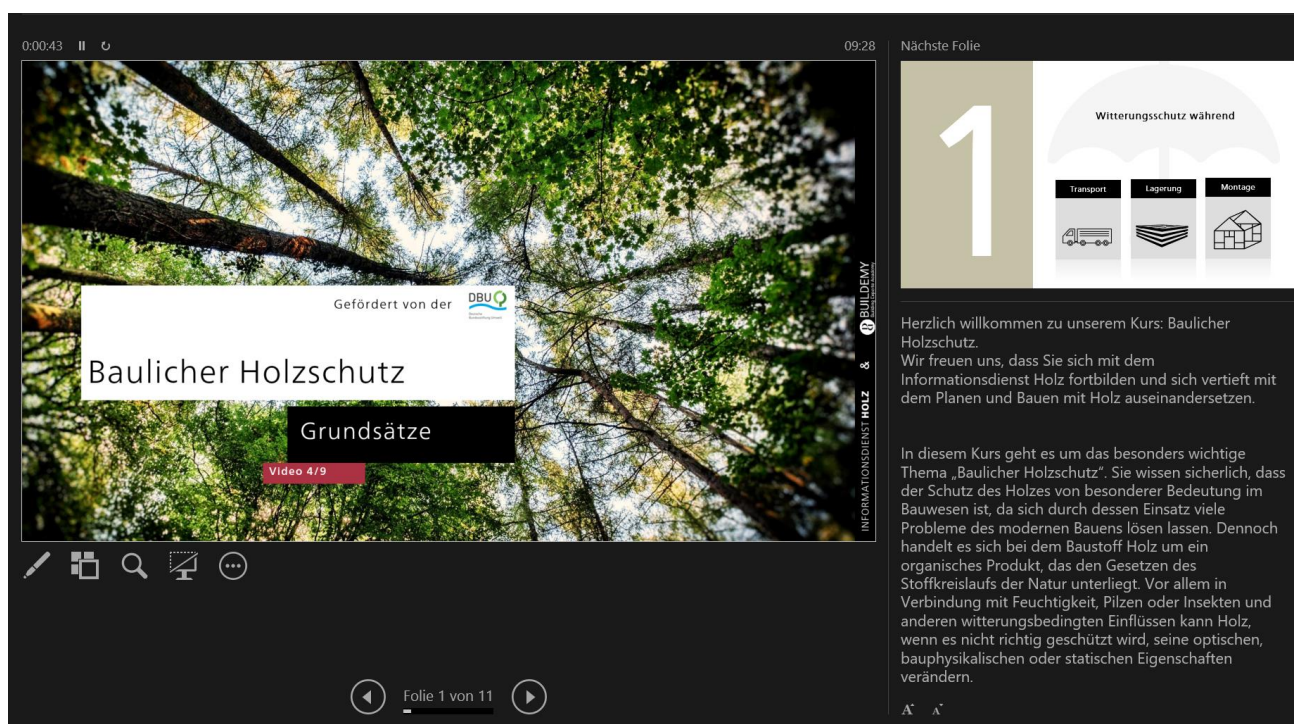 0:00:43
09:28
Gefördert von der
DBU
Baulicher Holzschutz
Grundsätze
Video 4/9
INFORMATIONSDIENST HOLZ & BUILDEMY
Nächste Folie
1
Witterungsschutz während
Transport
Lagerung
Montage
Herzlich willkommen zu unserem Kurs: Baulicher
Holzschutz.
Wir freuen uns, dass Sie sich mit dem
Informationsdienst Holz fortbilden und sich vertieft mit
dem Planen und Bauen mit Holz auseinandersetzen.
In diesem Kurs geht es um das besonders wichtige
Thema „Baulicher Holzschutz“. Sie wissen sicherlich, dass
der Schutz des Holzes von besonderer Bedeutung im
Bauwesen ist, da sich durch dessen Einsatz viele
Probleme des modernen Bauens lösen lassen. Dennoch
handelt es sich bei dem Baustoff Holz um ein
organisches Produkt, das den Gesetzen des
Stoffkreislaufs der Natur unterliegt. Vor allem in
Verbindung mit Feuchtigkeit, Pilzen oder Insekten und
anderen witterungsbedingten Einflüssen kann Holz,
wenn es nicht richtig geschützt wird, seine optischen,
bauphysikalischen oder statischen Eigenschaften
verändern.
A A
Folie 1 von 11